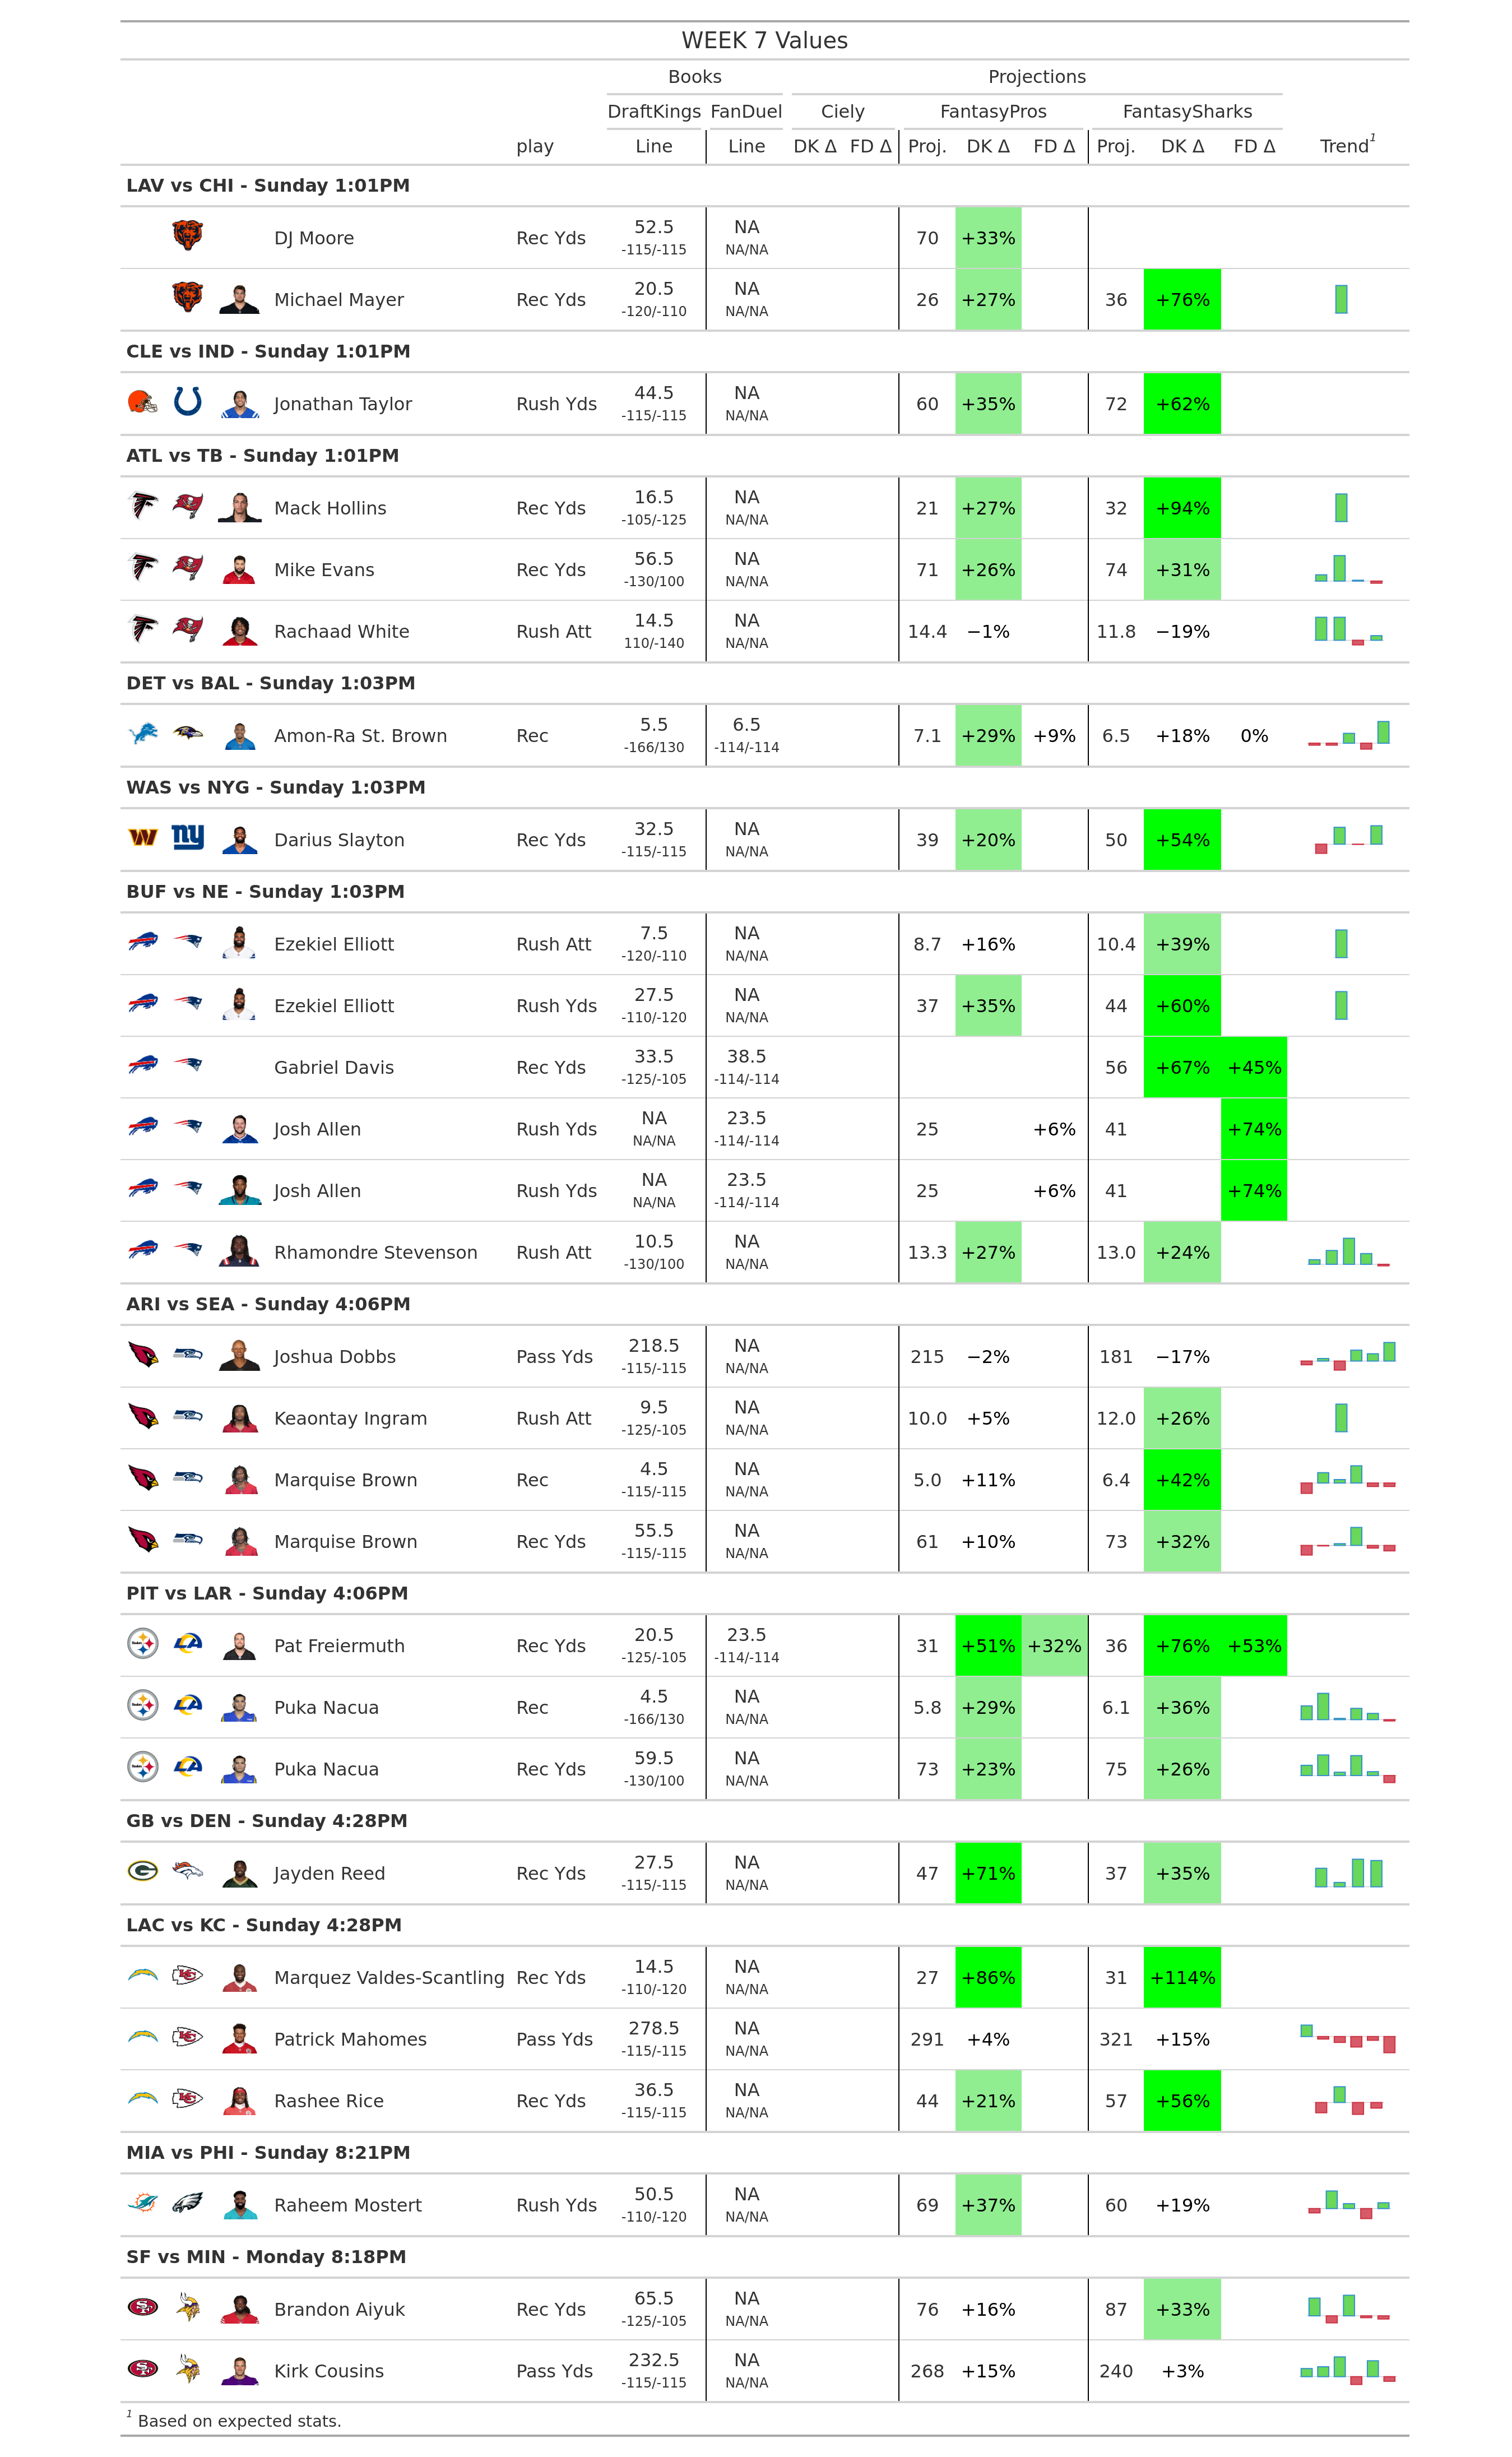 WEEK 7 Values
Books Projections
DraftKings FanDuel Ciely FantasyPros FantasySharks
play Line Line DK Δ FD Δ Proj. DK Δ FD Δ Proj. DK Δ FD Δ Trend1
LAV vs CHI - Sunday 1:01PM
DJ Moore Rec Yds 52.5 NA 70 +33%
-115/-115 NA/NA
Michael Mayer Rec Yds 20.5 NA 26 +27% 36 +76%
-120/-110 NA/NA
CLE vs IND - Sunday 1:01PM
Jonathan Taylor Rush Yds 44.5 NA 60 +35% 72 +62%
-115/-115 NA/NA
ATL vs TB - Sunday 1:01PM
Mack Hollins Rec Yds 16.5 NA 21 +27% 32 +94%
-105/-125 NA/NA
Mike Evans Rec Yds 56.5 NA 71 +26% 74 +31%
-130/100 NA/NA
Rachaad White Rush Att 14.5 NA 14.4 −1% 11.8 −19%
110/-140 NA/NA
DET vs BAL - Sunday 1:03PM
Amon-Ra St. Brown Rec 5.5 6.5 7.1 +29% +9% 6.5 +18% 0%
-166/130 -114/-114
WAS vs NYG - Sunday 1:03PM
Darius Slayton Rec Yds 32.5 NA 39 +20% 50 +54%
-115/-115 NA/NA
BUF vs NE - Sunday 1:03PM
Ezekiel Elliott Rush Att 7.5 NA 8.7 +16% 10.4 +39%
-120/-110 NA/NA
Ezekiel Elliott Rush Yds 27.5 NA 37 +35% 44 +60%
-110/-120 NA/NA
Gabriel Davis Rec Yds 33.5 38.5 56 +67% +45%
-125/-105 -114/-114
Josh Allen Rush Yds NA 23.5 25 +6% 41 +74%
NA/NA -114/-114
Josh Allen Rush Yds NA 23.5 25 +6% 41 +74%
NA/NA -114/-114
Rhamondre Stevenson Rush Att 10.5 NA 13.3 +27% 13.0 +24%
-130/100 NA/NA
ARI vs SEA - Sunday 4:06PM
Joshua Dobbs Pass Yds 218.5 NA 215 −2% 181 −17%
-115/-115 NA/NA
Keaontay Ingram Rush Att 9.5 NA 10.0 +5% 12.0 +26%
-125/-105 NA/NA
Marquise Brown Rec 4.5 NA 5.0 +11% 6.4 +42%
-115/-115 NA/NA
Marquise Brown Rec Yds 55.5 NA 61 +10% 73 +32%
-115/-115 NA/NA
PIT vs LAR - Sunday 4:06PM
Pat Freiermuth Rec Yds 20.5 23.5 31 +51% +32% 36 +76% +53%
-125/-105 -114/-114
Puka Nacua Rec 4.5 NA 5.8 +29% 6.1 +36%
-166/130 NA/NA
Puka Nacua Rec Yds 59.5 NA 73 +23% 75 +26%
-130/100 NA/NA
GB vs DEN - Sunday 4:28PM
Jayden Reed Rec Yds 27.5 NA 47 +71% 37 +35%
-115/-115 NA/NA
LAC vs KC - Sunday 4:28PM
Marquez Valdes-Scantling Rec Yds 14.5 NA 27 +86% 31 +114%
-110/-120 NA/NA
Patrick Mahomes Pass Yds 278.5 NA 291 +4% 321 +15%
-115/-115 NA/NA
Rashee Rice Rec Yds 36.5 NA 44 +21% 57 +56%
-115/-115 NA/NA
MIA vs PHI - Sunday 8:21PM
Raheem Mostert Rush Yds 50.5 NA 69 +37% 60 +19%
-110/-120 NA/NA
SF vs MIN - Monday 8:18PM
Brandon Aiyuk Rec Yds 65.5 NA 76 +16% 87 +33%
-125/-105 NA/NA
Kirk Cousins Pass Yds 232.5 NA 268 +15% 240 +3%
-115/-115 NA/NA
1 Based on expected stats.